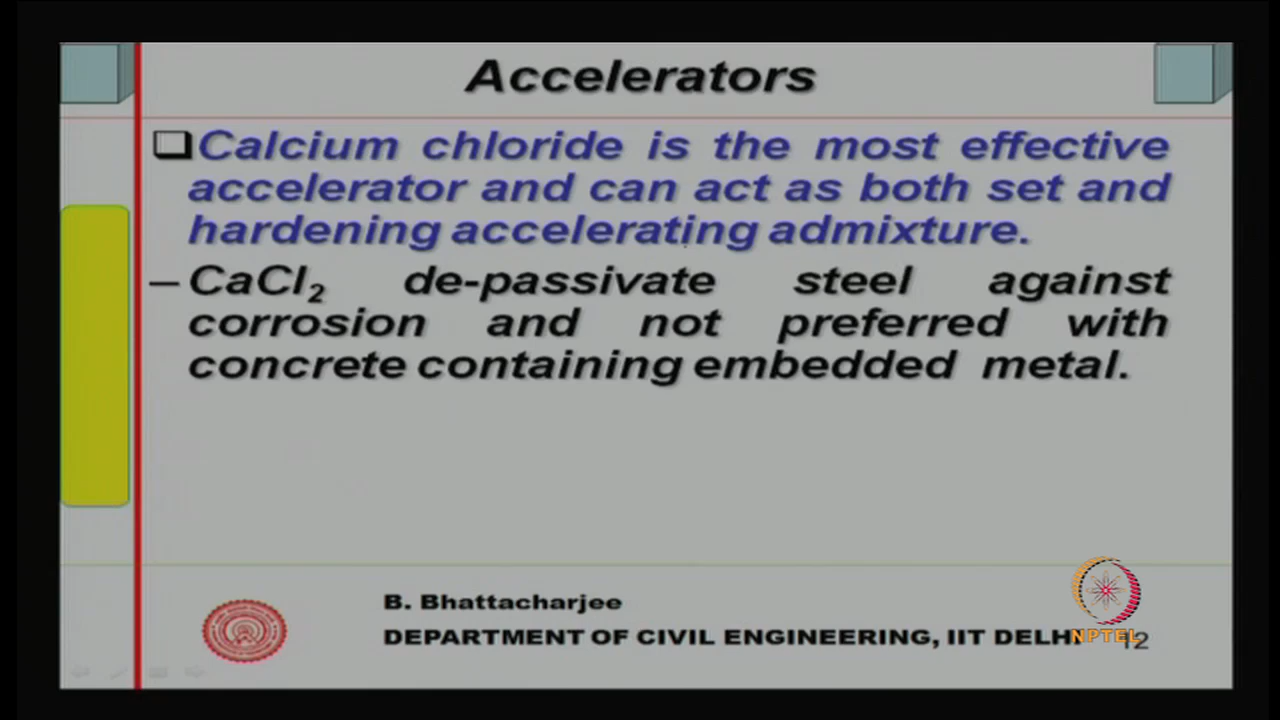 Accelerators
Calcium chloride is the most effective
accelerator and can act as both set and
hardening accelerating admixture.
– CaCl₂ de-passivate steel against
corrosion and not preferred with
concrete containing embedded metal.
B. Bhattacharjee
DEPARTMENT OF CIVIL ENGINEERING, IIT DELHI
NPTEL
12